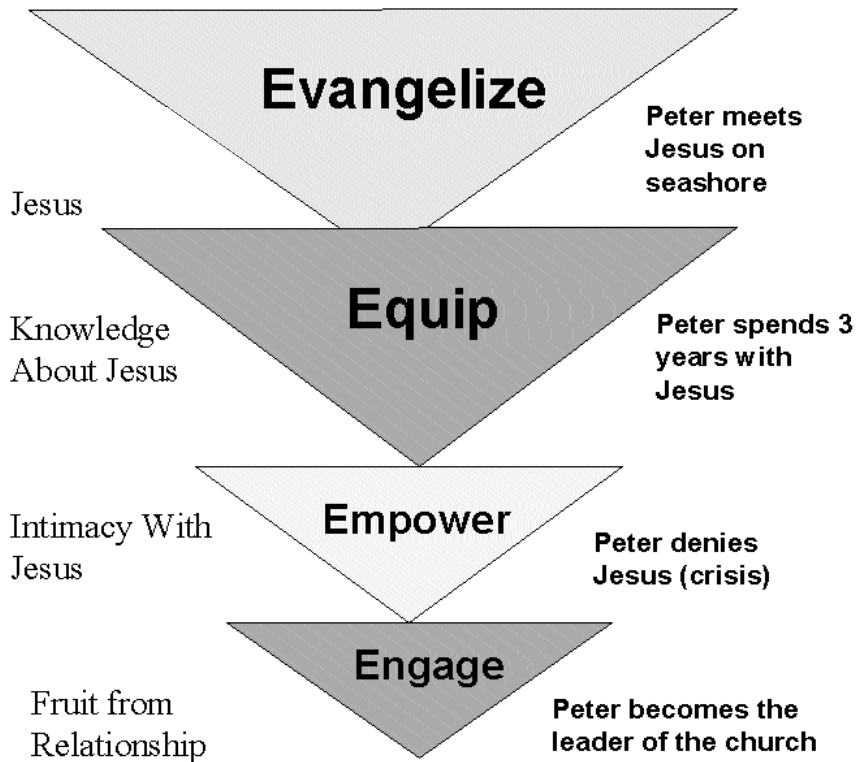 Evangelize
Peter meets
Jesus on
seashore
Jesus
Equip
Knowledge
About Jesus
Peter spends 3
years with
Jesus
Empower
Intimacy With
Jesus
Peter denies
Jesus (crisis)
Engage
Fruit from
Relationship
Peter becomes the
leader of the church